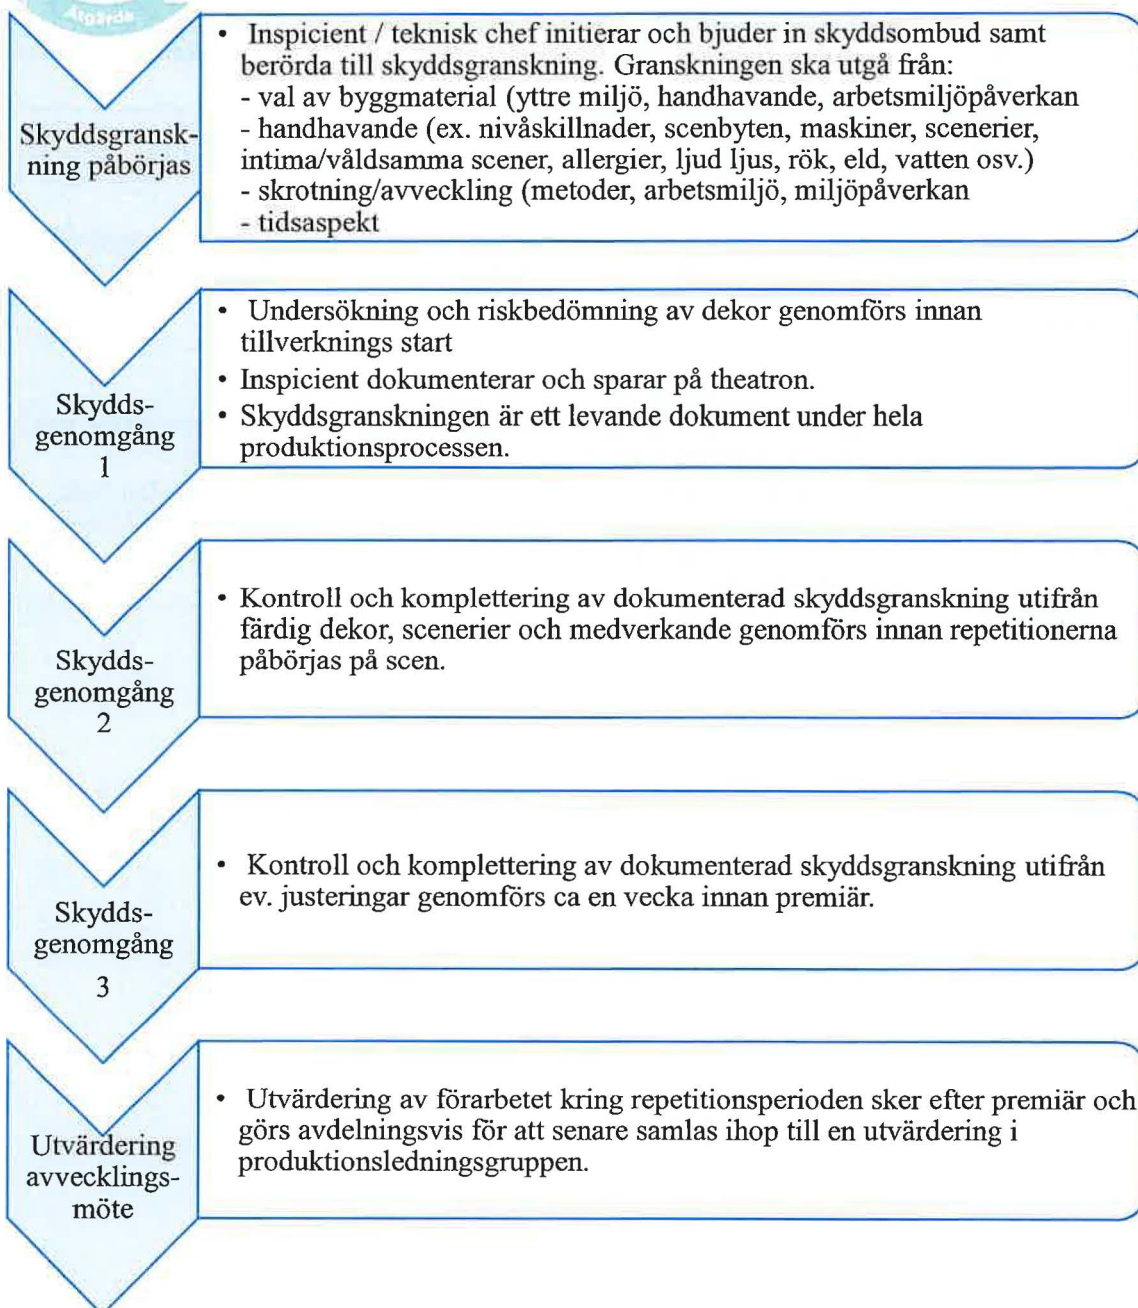 Åtgärda
Skyddsgransk-
ning påbörjas
• Inspicient / teknisk chef initierar och bjuder in skyddsombud samt
berörda till skyddsgranskning. Granskningen ska utgå från:
- val av byggmaterial (yttre miljö, handhavande, arbetsmiljöpåverkan
- handhavande (ex. nivåskillnader, scenbyten, maskiner, scenerier,
intima/våldsamma scener, allergier, ljud ljus, rök, eld, vatten osv.)
- skrotning/avveckling (metoder, arbetsmiljö, miljöpåverkan
- tidsaspekt
Skydds-
genomgång
1
• Undersökning och riskbedömning av dekor genomförs innan
tillverknings start
• Inspicient dokumenterar och sparar på theatron.
• Skyddsgranskningen är ett levande dokument under hela
produktionsprocessen.
Skydds-
genomgång
2
• Kontroll och komplettering av dokumenterad skyddsgranskning utifrån
färdig dekor, scenerier och medverkande genomförs innan repetitionerna
påbörjas på scen.
Skydds-
genomgång
3
• Kontroll och komplettering av dokumenterad skyddsgranskning utifrån
ev. justeringar genomförs ca en vecka innan premiär.
Utvärdering
avvecklings-
möte
• Utvärdering av förarbetet kring repetitionsperioden sker efter premiär och
görs avdelningsvis för att senare samlas ihop till en utvärdering i
produktionsledningsgruppen.